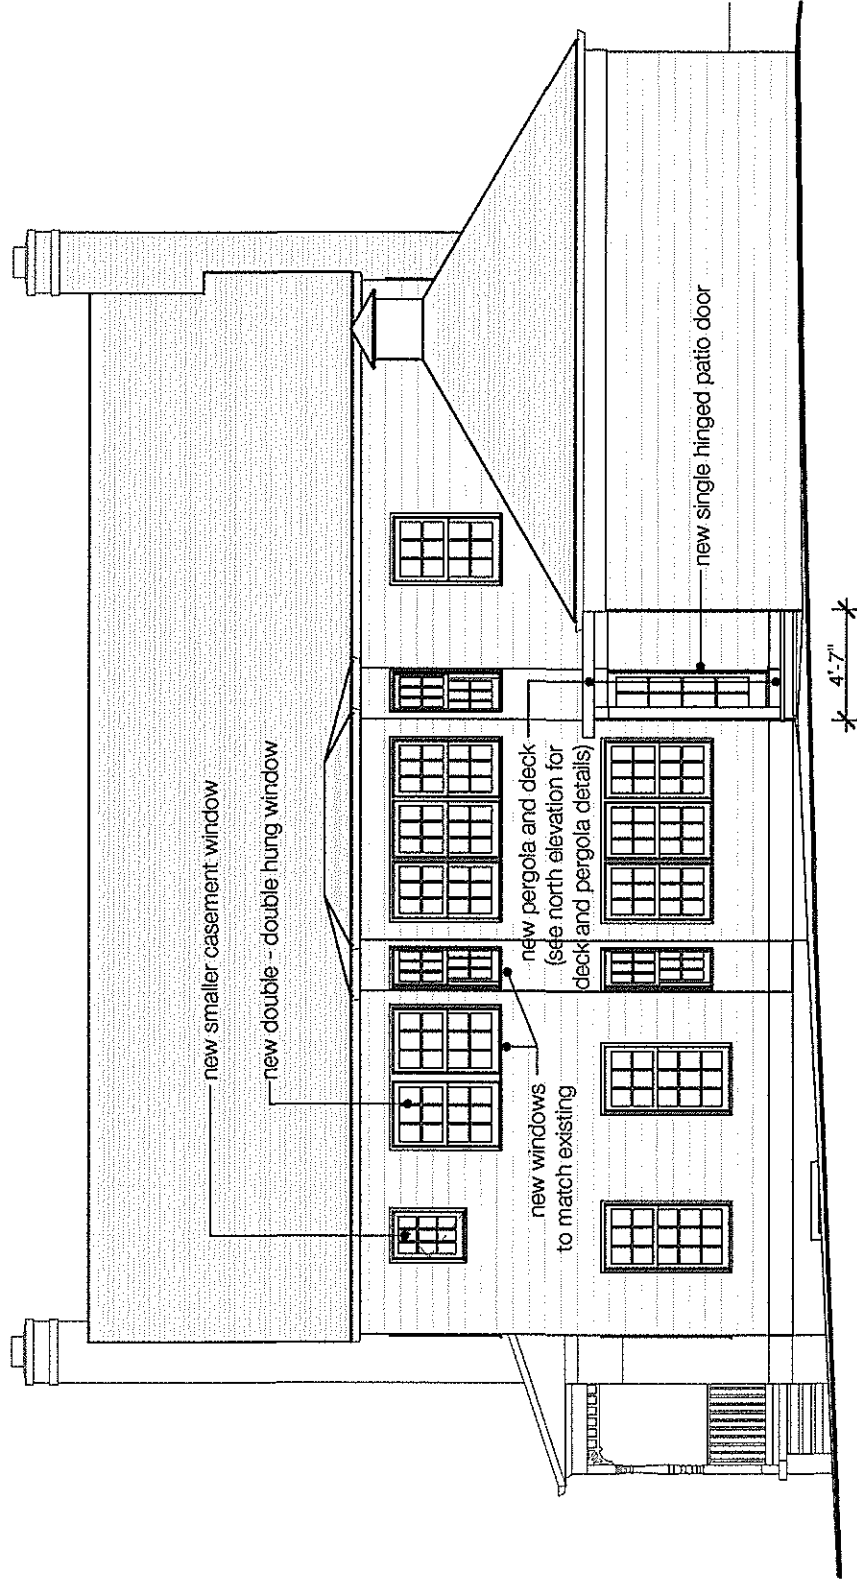 new smaller casement window
new double - double hung window
new windows
to match existing
new pergola and deck
(see north elevation for
deck and pergola details)
new single hinged patio door
4'-7"